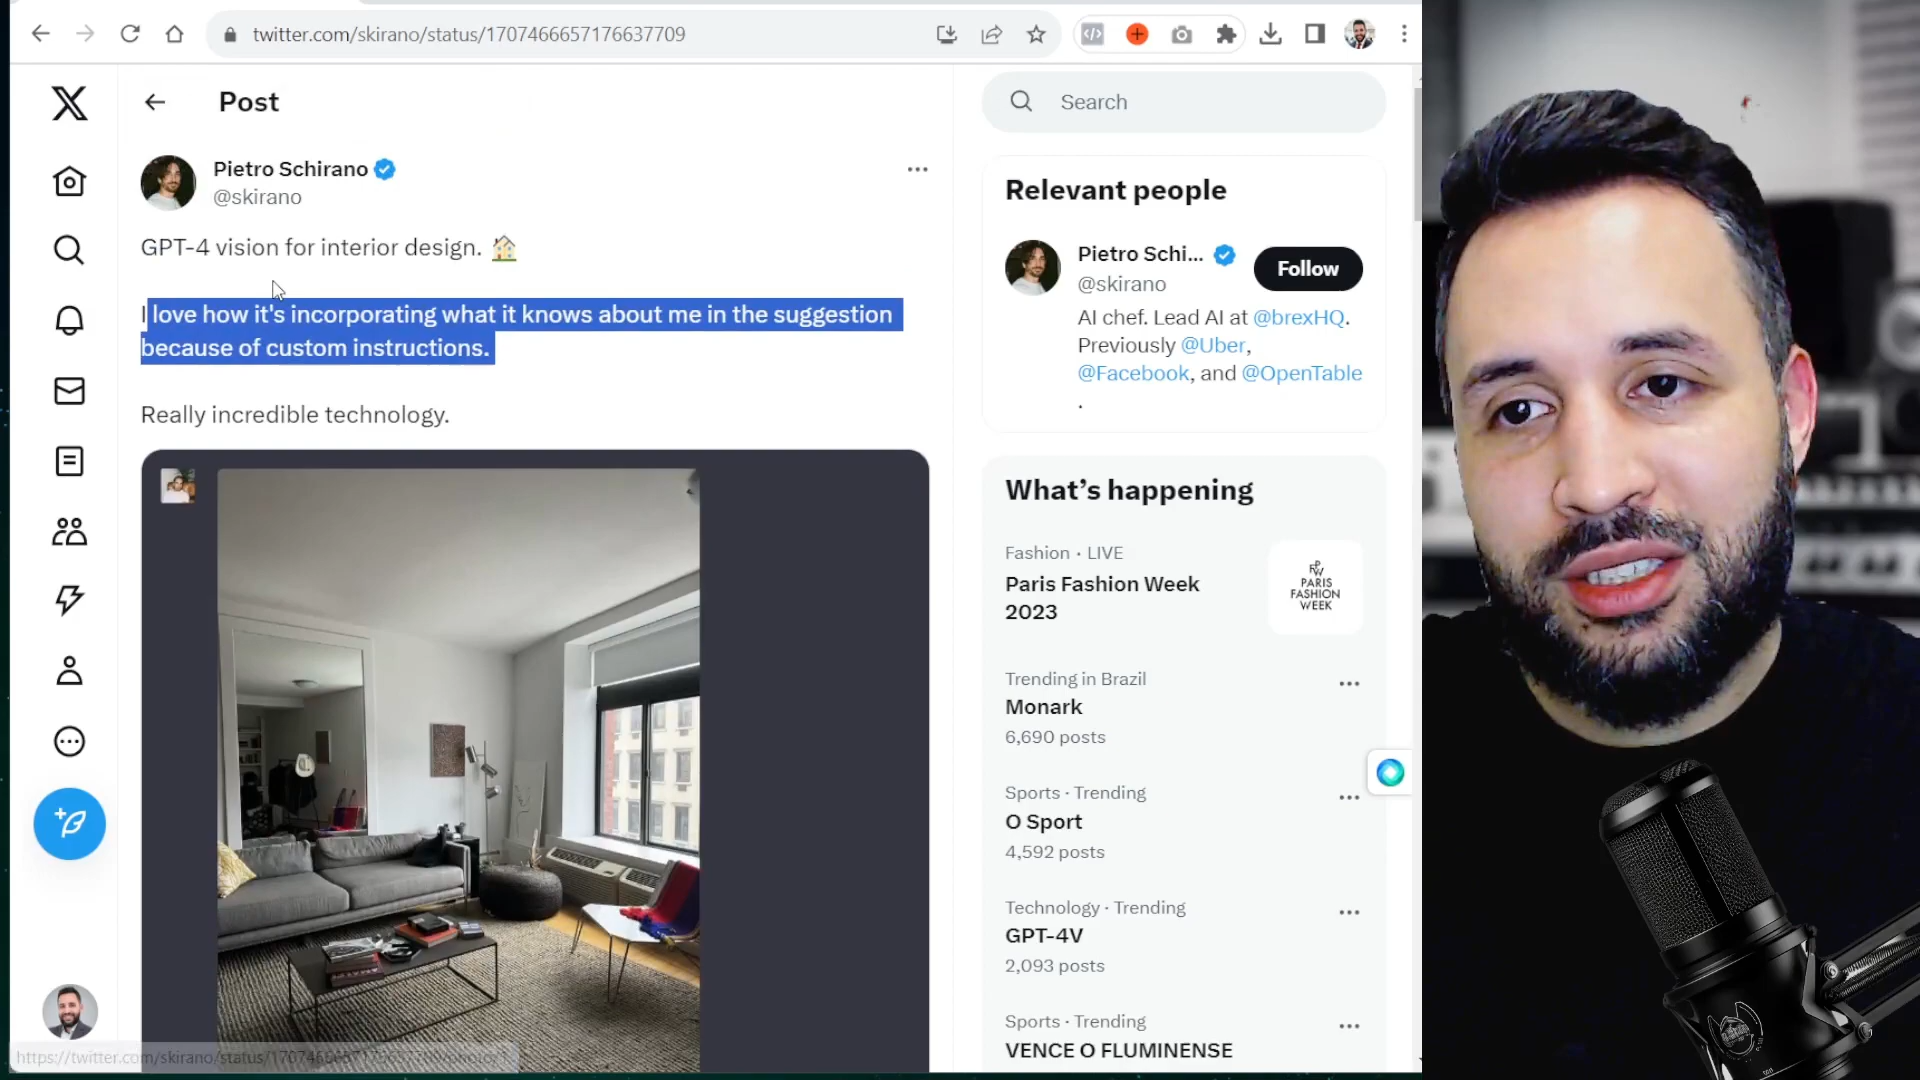 twitter.com/skirano/status/1707466657176637709
Post
Search
Pietro Schirano
@skirano
GPT-4 vision for interior design.
I love how it's incorporating what it knows about me in the suggestion
because of custom instructions.
Really incredible technology.
Relevant people
Pietro Schi...
@skirano
Follow
AI chef. Lead AI at @brexHQ.
Previously @Uber,
@Facebook, and @OpenTable
.
What's happening
Fashion · LIVE
Paris Fashion Week
2023
PARIS
FASHION
WEEK
Trending in Brazil
Monark
6,690 posts
Sports · Trending
O Sport
4,592 posts
Technology · Trending
GPT-4V
2,093 posts
Sports · Trending
VENCE O FLUMINENSE